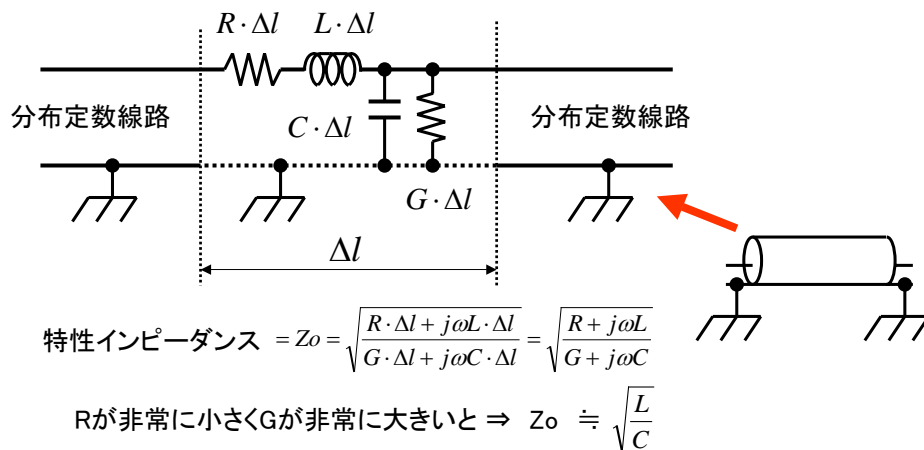 R・Δl L・Δl
分布定数線路 C・Δl 分布定数線路
G・Δl
Δl
特性インピーダンス = Zo = √((R・Δl + jωL・Δl)/(G・Δl + jωC・Δl)) = √((R + jωL)/(G + jωC))
Rが非常に小さくGが非常に大きいと ⇒ Zo ≒ √(L/C)